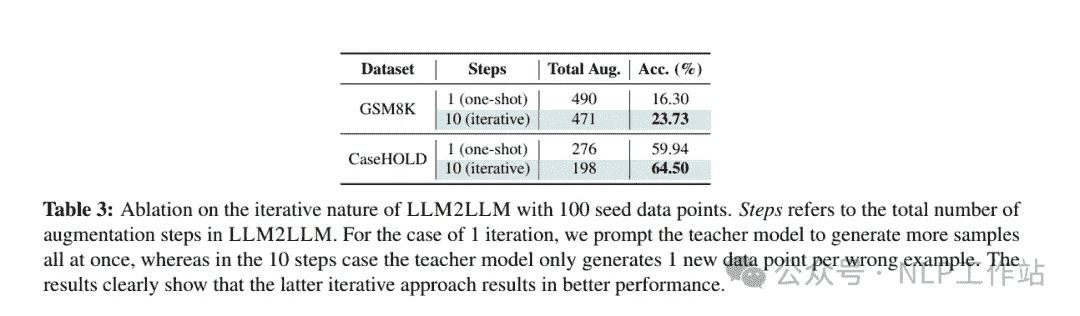 Dataset Steps Total Aug. Acc. (%)
GSM8K
1 (one-shot) 490 16.30
10 (iterative) 471 23.73
CaseHOLD
1 (one-shot) 276 59.94
10 (iterative) 198 64.50
Table 3: Ablation on the iterative nature of LLM2LLM with 100 seed data points. Steps refers to the total number of
augmentation steps in LLM2LLM. For the case of 1 iteration, we prompt the teacher model to generate more samples
all at once, whereas in the 10 steps case the teacher model only generates 1 new data point per wrong example. The
results clearly show that the latter iterative approach results in better performance.
公众号 · NLP工作站